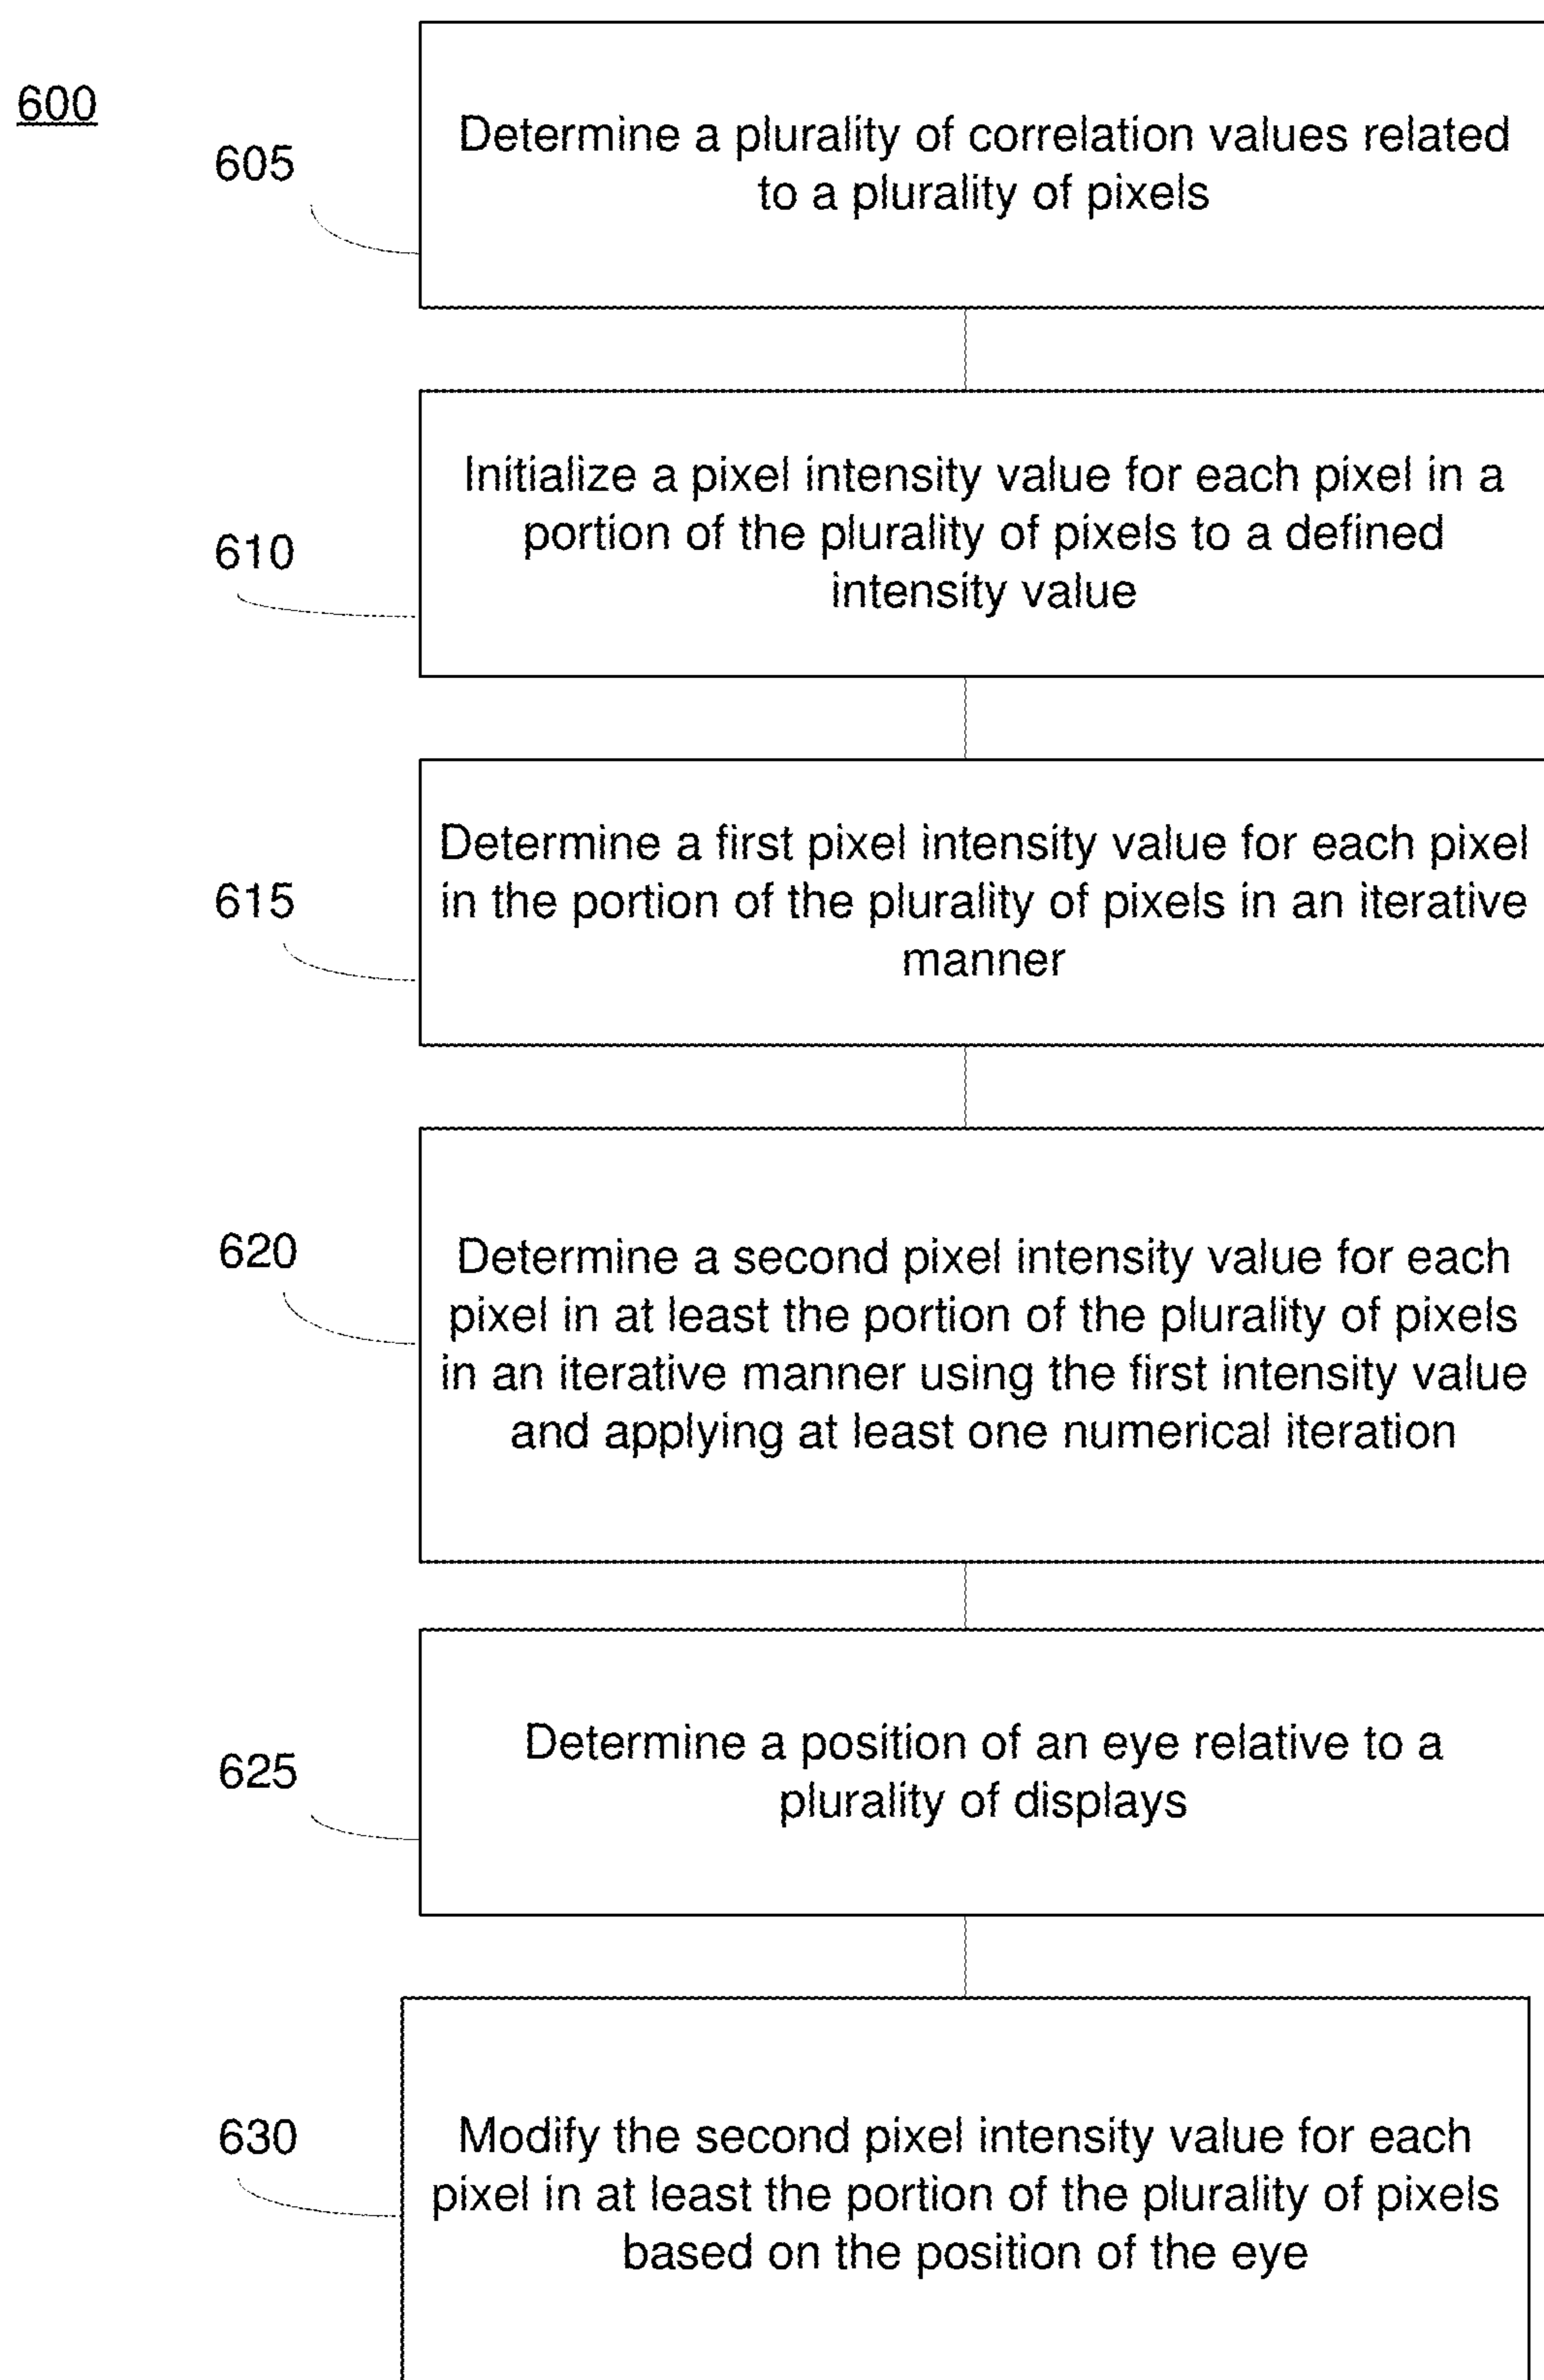 600
605
Determine a plurality of correlation values related
to a plurality of pixels
610
Initialize a pixel intensity value for each pixel in a
portion of the plurality of pixels to a defined
intensity value
615
Determine a first pixel intensity value for each pixel
in the portion of the plurality of pixels in an iterative
manner
620
Determine a second pixel intensity value for each
pixel in at least the portion of the plurality of pixels
in an iterative manner using the first intensity value
and applying at least one numerical iteration
625
Determine a position of an eye relative to a
plurality of displays
630
Modify the second pixel intensity value for each
pixel in at least the portion of the plurality of pixels
based on the position of the eye